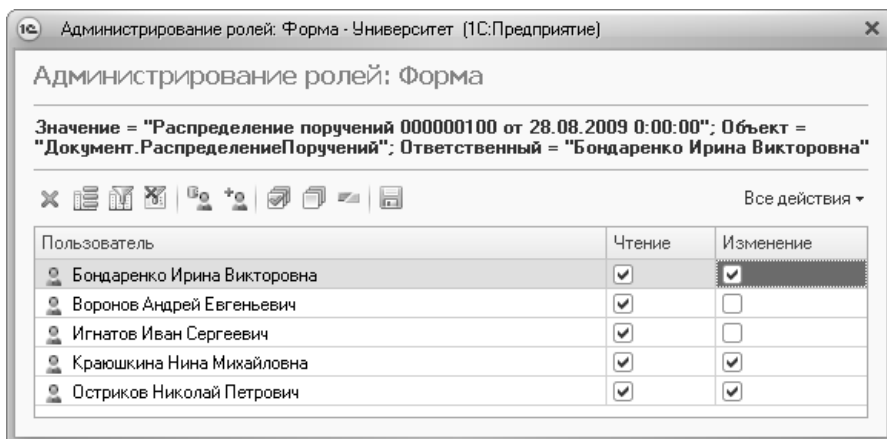 1С Администрирование ролей: Форма - Университет (1С:Предприятие)
Администрирование ролей: Форма
Значение = "Распределение поручений 000000100 от 28.08.2009 0:00:00"; Объект =
"Документ.РаспределениеПоручений"; Ответственный = "Бондаренко Ирина Викторовна"
Все действия
Пользователь Чтение Изменение
Бондаренко Ирина Викторовна
Воронов Андрей Евгеньевич
Игнатов Иван Сергеевич
Краюшкина Нина Михайловна
Остриков Николай Петрович